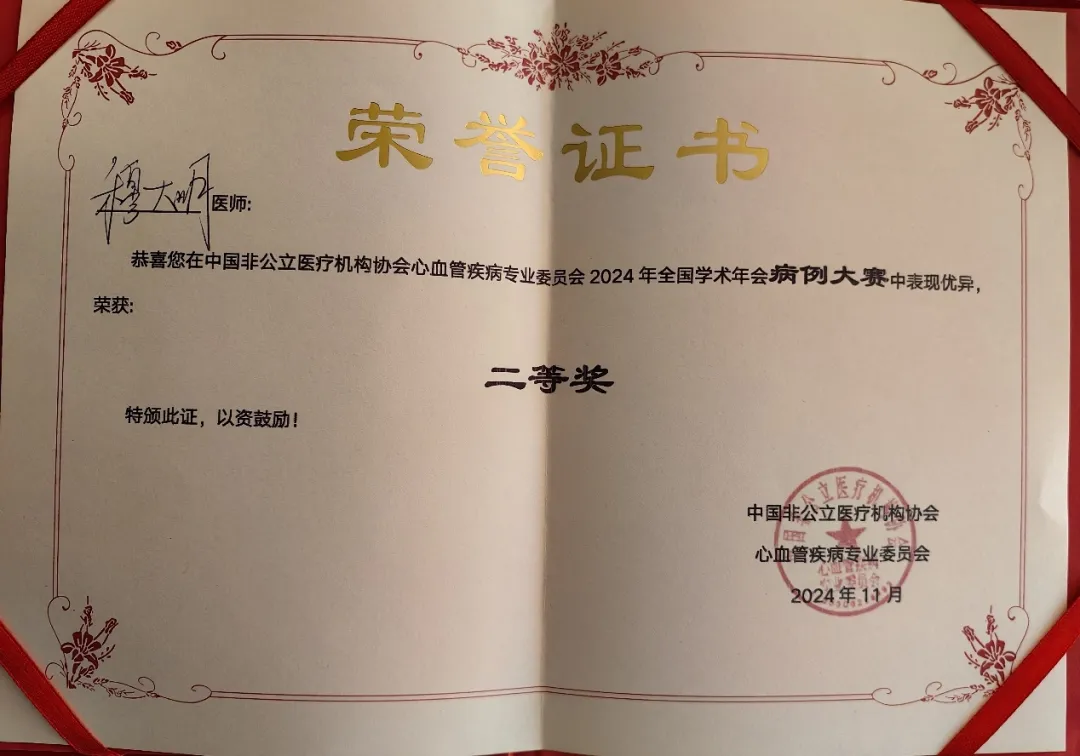 荣誉证书
穆大明医师:
恭喜您在中国非公立医疗机构协会心血管疾病专业委员会2024年全国学术年会病例大赛中表现优异,
荣获:
二等奖
特颁此证，以资鼓励！
中国非公立医疗机构协会
心血管疾病专业委员会
2024年11月